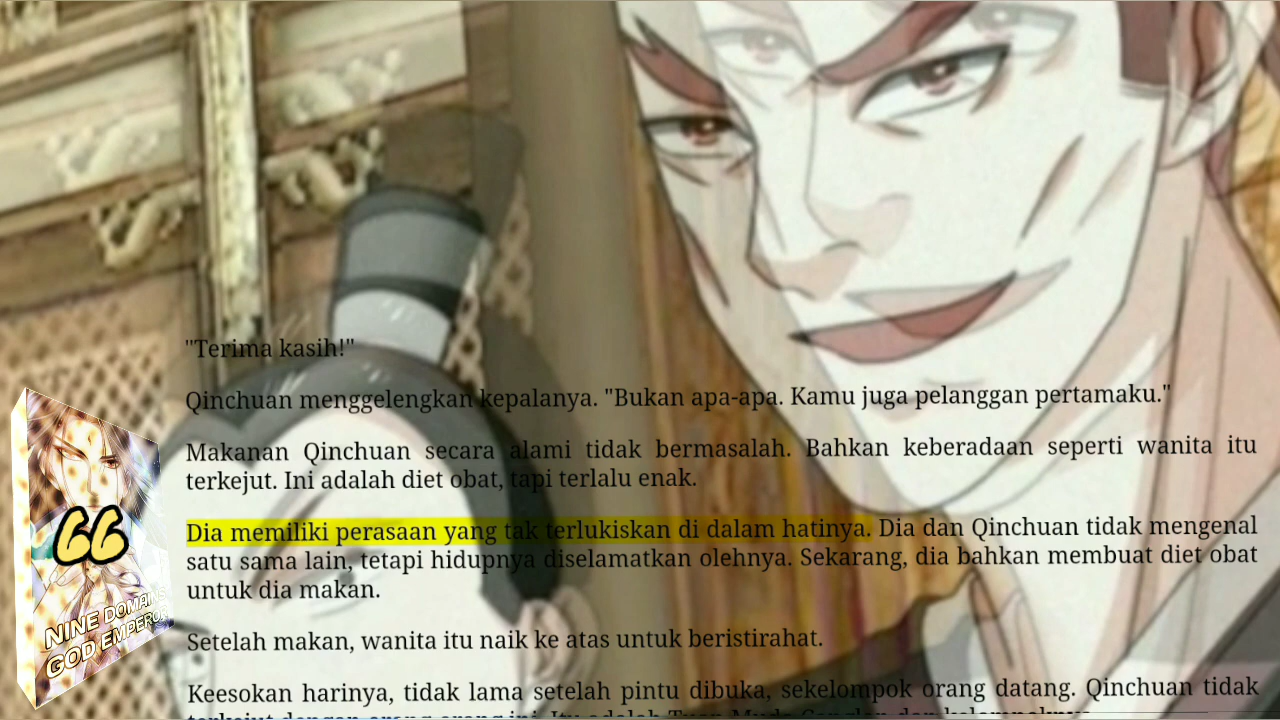 "Terima kasih!"
Qinchuan menggelengkan kepalanya. "Bukan apa-apa. Kamu juga pelanggan pertamaku."
Makanan Qinchuan secara alami tidak bermasalah. Bahkan keberadaan seperti wanita itu
terkejut. Ini adalah diet obat, tapi terlalu enak.
Dia memiliki perasaan yang tak terlukiskan di dalam hatinya. Dia dan Qinchuan tidak mengenal
satu sama lain, tetapi hidupnya diselamatkan olehnya. Sekarang, dia bahkan membuat diet obat
untuk dia makan.
Setelah makan, wanita itu naik ke atas untuk beristirahat.
Keesokan harinya, tidak lama setelah pintu dibuka, sekelompok orang datang. Qinchuan tidak
66
NINE DOMAINS
GOD EMPEROR